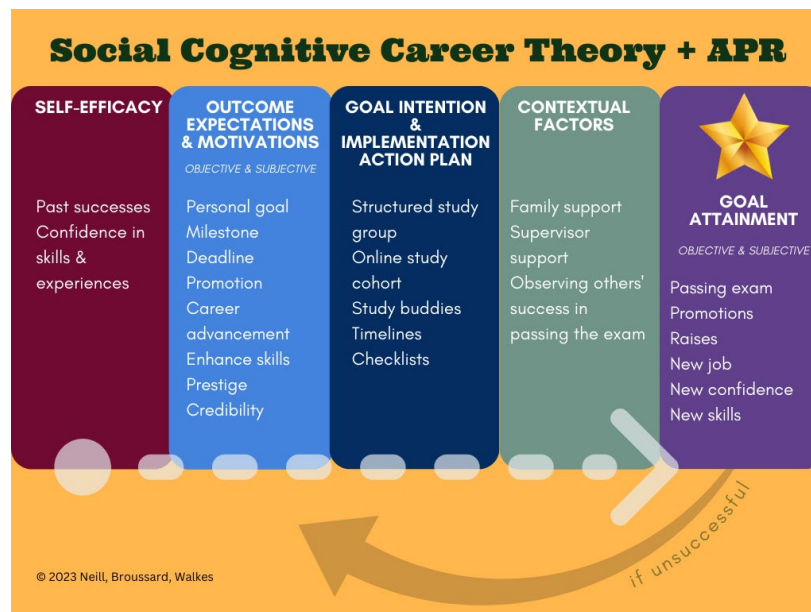 Social Cognitive Career Theory + APR
SELF-EFFICACY
Past successes
Confidence in
skills &
experiences
OUTCOME
EXPECTATIONS
& MOTIVATIONS
OBJECTIVE & SUBJECTIVE
Personal goal
Milestone
Deadline
Promotion
Career
advancement
Enhance skills
Prestige
Credibility
GOAL INTENTION
&
IMPLEMENTATION
ACTION PLAN
Structured study
group
Online study
cohort
Study buddies
Timelines
Checklists
CONTEXTUAL
FACTORS
Family support
Supervisor
support
Observing others'
success in
passing the exam
GOAL
ATTAINMENT
OBJECTIVE & SUBJECTIVE
Passing exam
Promotions
Raises
New job
New confidence
New skills
if unsuccessful
© 2023 Neill, Broussard, Walkes